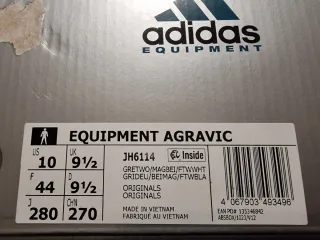 adidas
EQUIPMENT
EQUIPMENT AGRAVIC
US UK
10 9½
F D
44 9½
J CHN
280 270
JH6114 Inside
GRETWO/MAGBEI/FTWWHT
GRIDEU/BEIMAG/FTWBLA
ORIGINALS
ORIGINALS
MADE IN VIETNAM
FABRIQUÉ AU VIETNAM
4 067903 493496